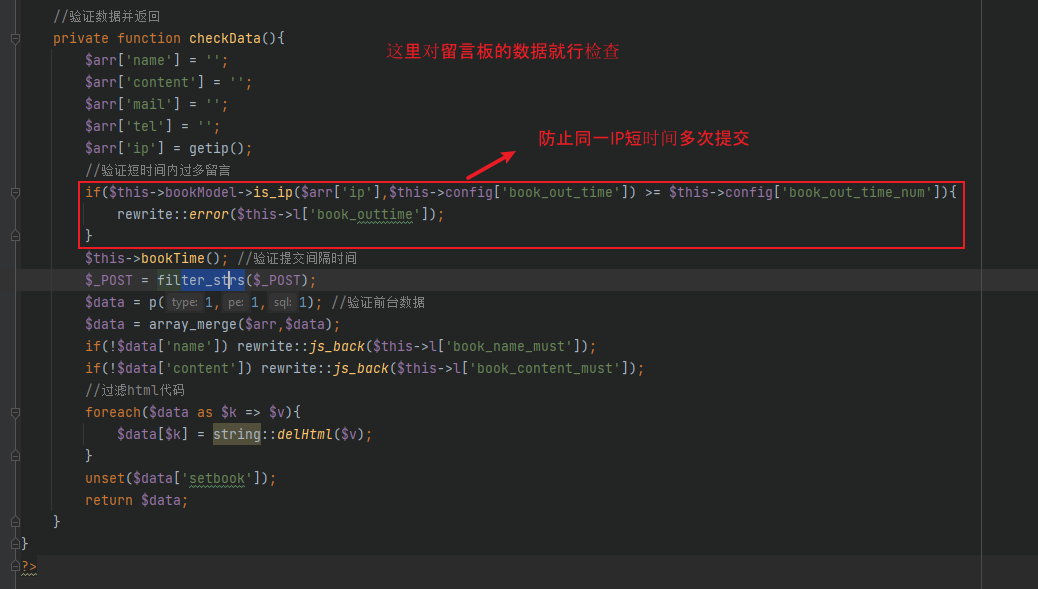 //验证数据并返回
private function checkData(){
这里对留言板的数据就行检查
$arr['name'] = '';
$arr['content'] = '';
$arr['mail'] = '';
$arr['tel'] = '';
防止同一IP短时间多次提交
$arr['ip'] = getip();
//验证短时间内过多留言
if($this->bookModel->is_ip($arr['ip'],$this->config['book_out_time']) >= $this->config['book_out_time_num']){
rewrite::error($this->l['book_outtime']);
}
$this->bookTime(); //验证提交间隔时间
$_POST = filter_strs($_POST);
$data = p( type: 1, pe: 1, sql: 1); //验证前台数据
$data = array_merge($arr,$data);
if(!$data['name']) rewrite::js_back($this->l['book_name_must']);
if(!$data['content']) rewrite::js_back($this->l['book_content_must']);
//过滤html代码
foreach($data as $k => $v){
$data[$k] = string::delHtml($v);
}
unset($data['setbook']);
return $data;
}
}
?>